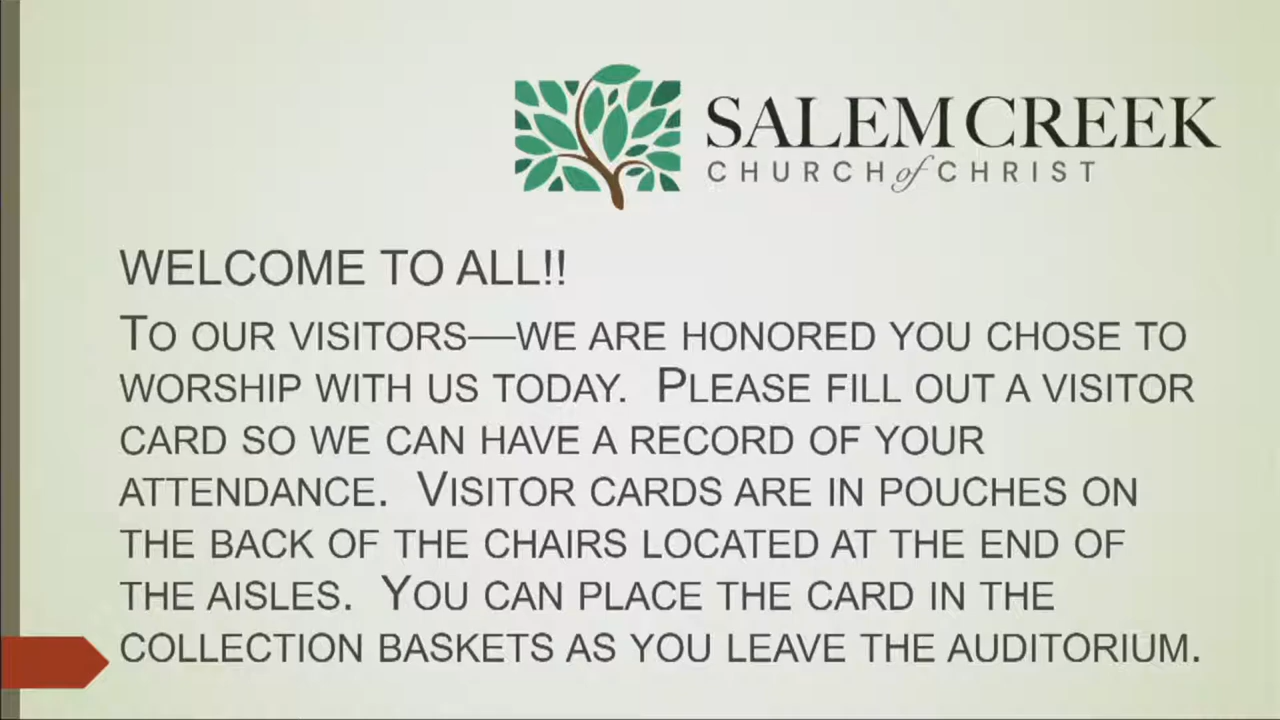 SALEM CREEK
CHURCH of CHRIST
WELCOME TO ALL!!
TO OUR VISITORS—WE ARE HONORED YOU CHOSE TO
WORSHIP WITH US TODAY.  PLEASE FILL OUT A VISITOR
CARD SO WE CAN HAVE A RECORD OF YOUR
ATTENDANCE.  VISITOR CARDS ARE IN POUCHES ON
THE BACK OF THE CHAIRS LOCATED AT THE END OF
THE AISLES.  YOU CAN PLACE THE CARD IN THE
COLLECTION BASKETS AS YOU LEAVE THE AUDITORIUM.